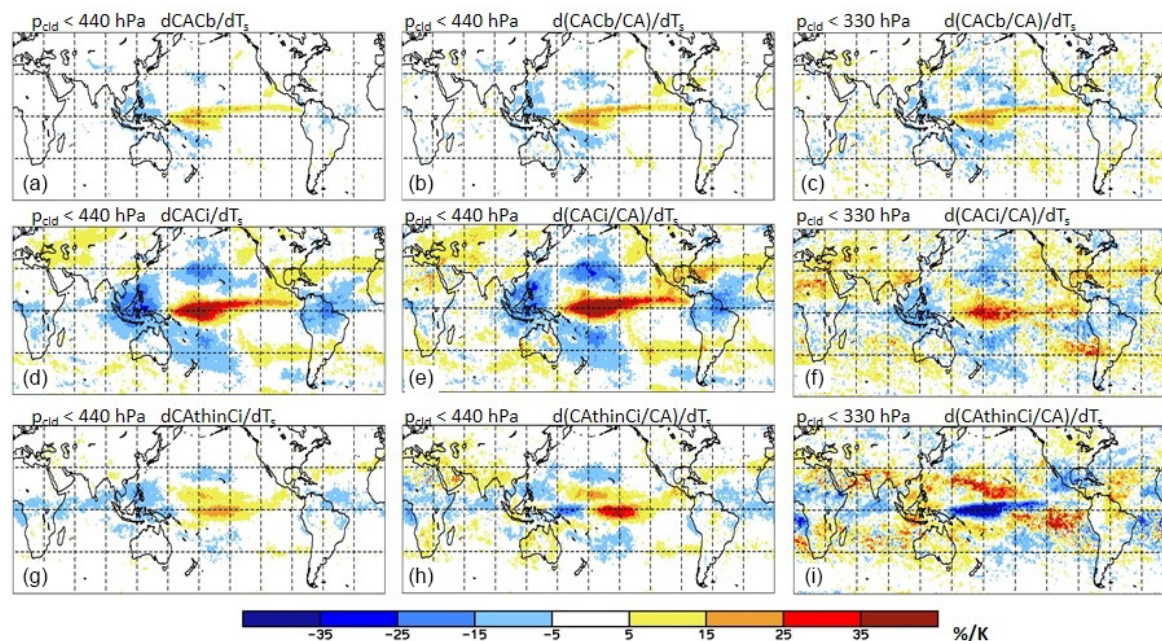 p_cld < 440 hPa dCACb/dT_s
p_cld < 440 hPa d(CACb/CA)/dT_s
p_cld < 330 hPa d(CACb/CA)/dT_s
(a)
(b)
(c)
p_cld < 440 hPa dCACi/dT_s
p_cld < 440 hPa d(CACi/CA)/dT_s
p_cld < 330 hPa d(CACi/CA)/dT_s
(d)
(e)
(f)
p_cld < 440 hPa dCAthinCi/dT_s
p_cld < 440 hPa d(CAthinCi/CA)/dT_s
p_cld < 330 hPa d(CAthinCi/CA)/dT_s
(g)
(h)
(i)
-35 -25 -15 -5 5 15 25 35 %/K